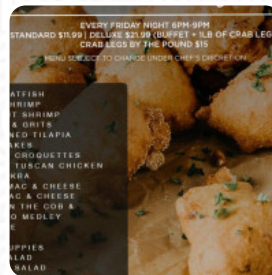 EVERY FRIDAY NIGHT 6PM-9PM
STANDARD $11.99 | DELUXE $21.99 (BUFFET + 1LB OF CRAB LEG
CRAB LEGS BY THE POUND $15
MENU SUBJECT TO CHANGE UNDER CHEF'S DISCRETION
ATFISH
HRIMP
T SHRIMP
& GRITS
NED TILAPIA
AKES
CROQUETTES
TUSCAN CHICKEN
KRA
MAC & CHEESE
AC & CHEESE
N THE COB &
O MEDLEY
E
UPPIES
ALAD
SALAD